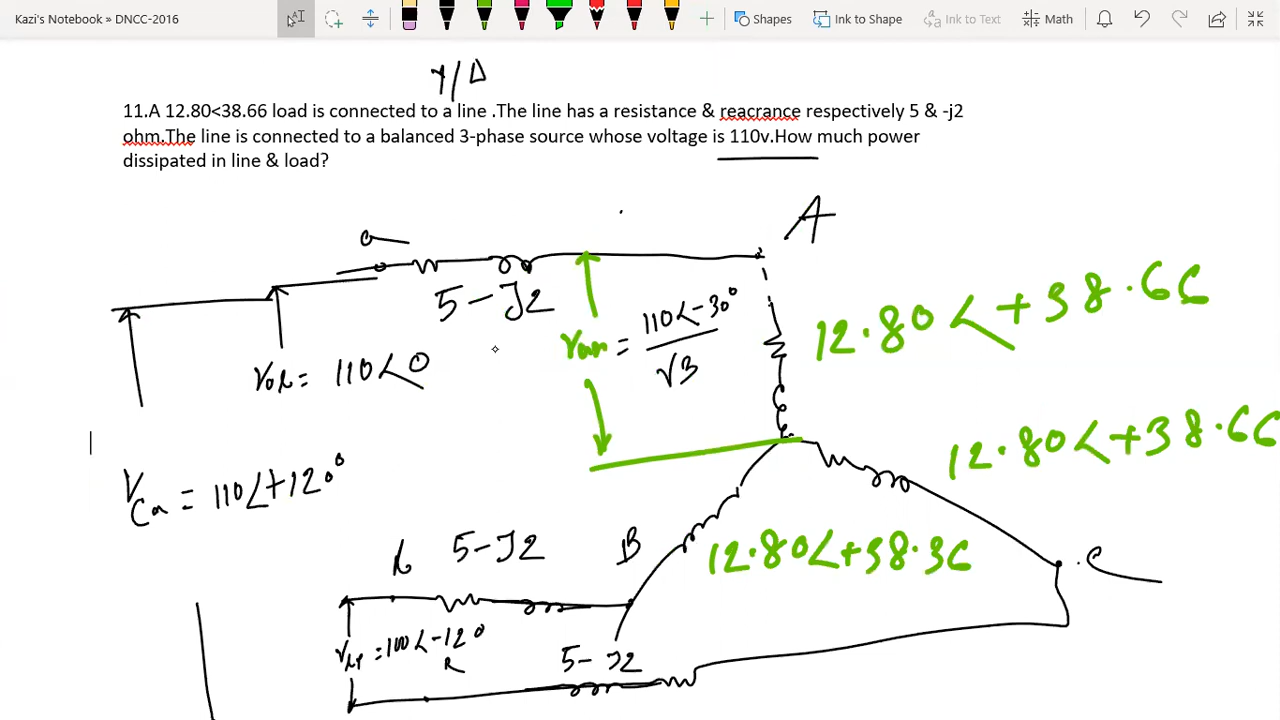 Kazi's Notebook » DNCC-2016
Shapes
Ink to Shape
Ink to Text
Math
Y/Δ
11.A 12.80<38.66 load is connected to a line .The line has a resistance & reacrance respectively 5 & -j2
ohm.The line is connected to a balanced 3-phase source whose voltage is 110v.How much power
dissipated in line & load?
A
a
5-J2
110∠-30°
=
√3
12.80∠+38.66
= 110∠0
12.80∠+38.66
Vca = 110∠+120°
5-J2
B
12.80∠+38.36
C
=100∠-120
5-J2